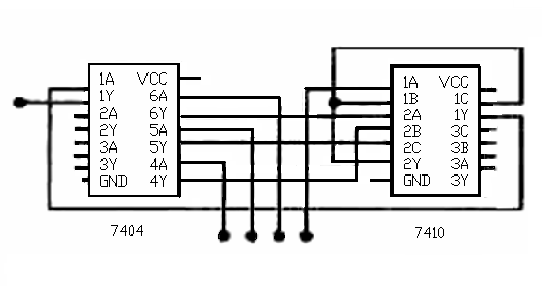 1A VCC
1Y 6A
2A 6Y
2Y 5A
3A 5Y
3Y 4A
GND 4Y
7404
1A VCC
1B 1C
2A 1Y
2B 3C
2C 3B
2Y 3A
GND 3Y
7410